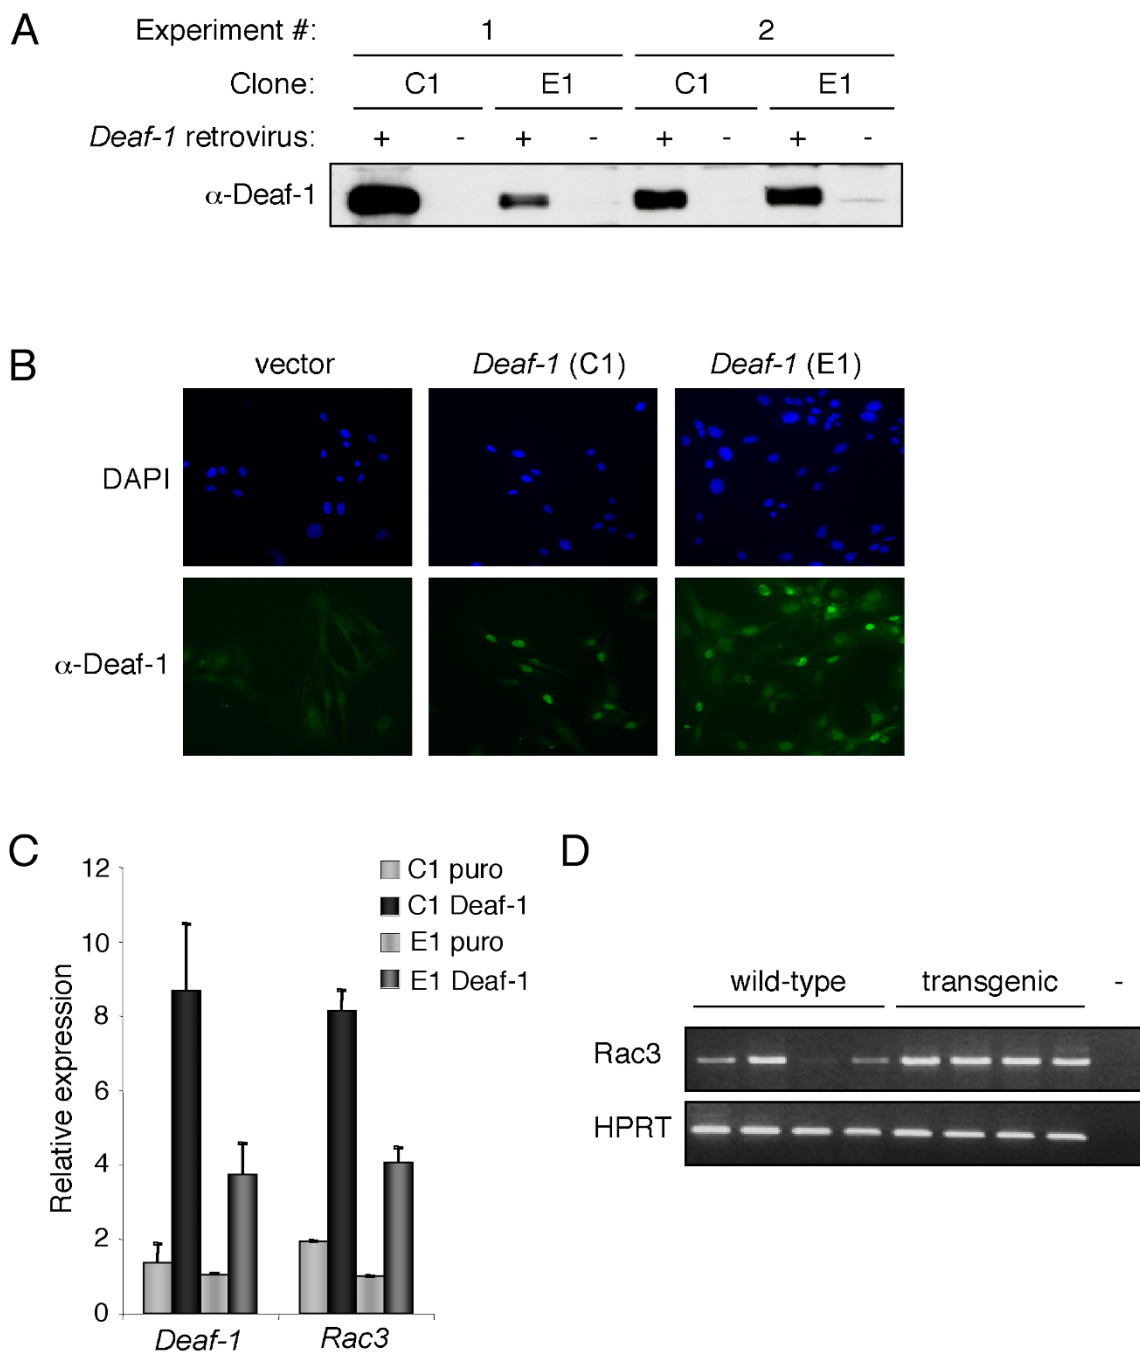 A
Experiment #: 1 2
Clone: C1 E1 C1 E1
Deaf-1 retrovirus: + - + - + - + -
α-Deaf-1
B
vector Deaf-1 (C1) Deaf-1 (E1)
DAPI
α-Deaf-1
C
12
10
8
6
4
2
0
Relative expression
C1 puro
C1 Deaf-1
E1 puro
E1 Deaf-1
Deaf-1 Rac3
D
wild-type transgenic -
Rac3
HPRT